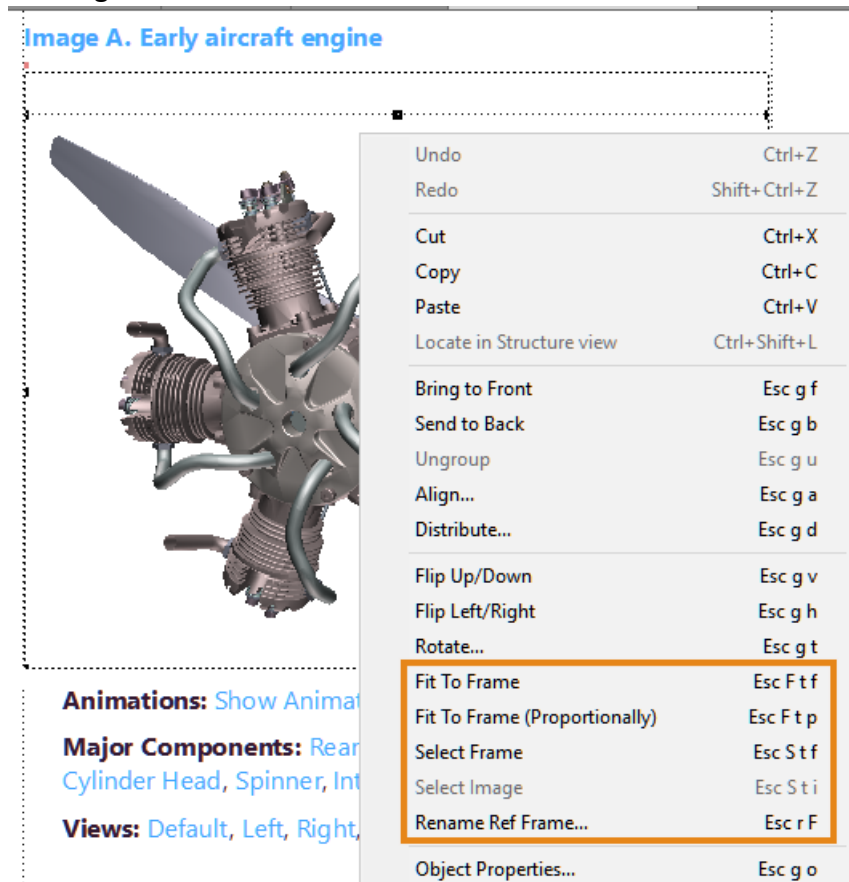 Image A. Early aircraft engine
Undo Ctrl+Z
Redo Shift+Ctrl+Z
Cut Ctrl+X
Copy Ctrl+C
Paste Ctrl+V
Locate in Structure view Ctrl+Shift+L
Bring to Front Esc g f
Send to Back Esc g b
Ungroup Esc g u
Align... Esc g a
Distribute... Esc g d
Flip Up/Down Esc g v
Flip Left/Right Esc g h
Rotate... Esc g t
Fit To Frame Esc F t f
Fit To Frame (Proportionally) Esc F t p
Select Frame Esc S t f
Select Image Esc S t i
Rename Ref Frame... Esc r F
Object Properties... Esc g o
Animations: Show Animat
Major Components: Rear
Cylinder Head, Spinner, Int
Views: Default, Left, Right,